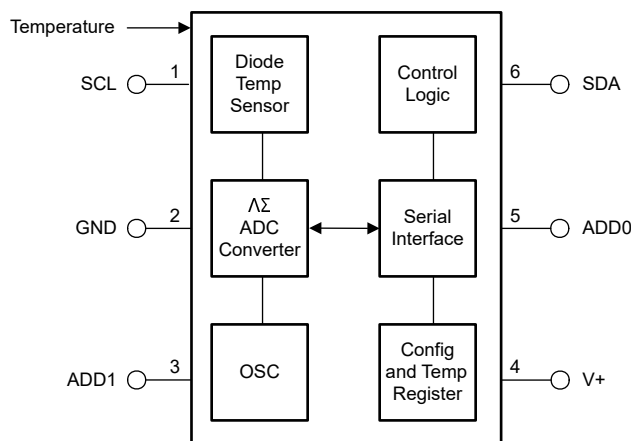 Temperature
SCL
1
Diode
Temp
Sensor
Control
Logic
6
SDA
GND
2
ΛΣ
ADC
Converter
Serial
Interface
5
ADD0
ADD1
3
OSC
Config
and Temp
Register
4
V+